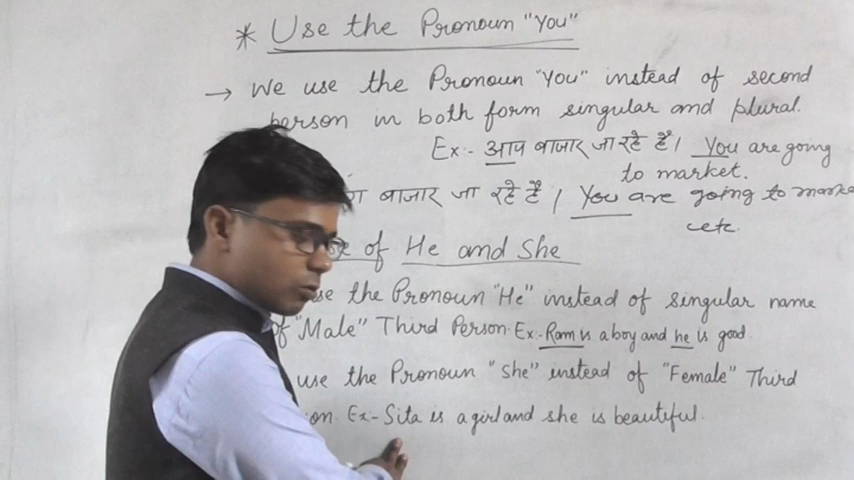 * Use the Pronoun "You"
→ We use the Pronoun "You" instead of second
person in both form singular and plural.
Ex:- आप बाजार जा रहे हैं। You are going
to market.
बाजार जा रहे हैं। You are going to
etc.
of He and She
the Pronoun "He" instead of singular name
of "Male" Third Person. Ex:- Ram is a boy and he is good.
use the Pronoun "She" instead of "Female" Third
Ex- Sita is a girl and she is beautiful.